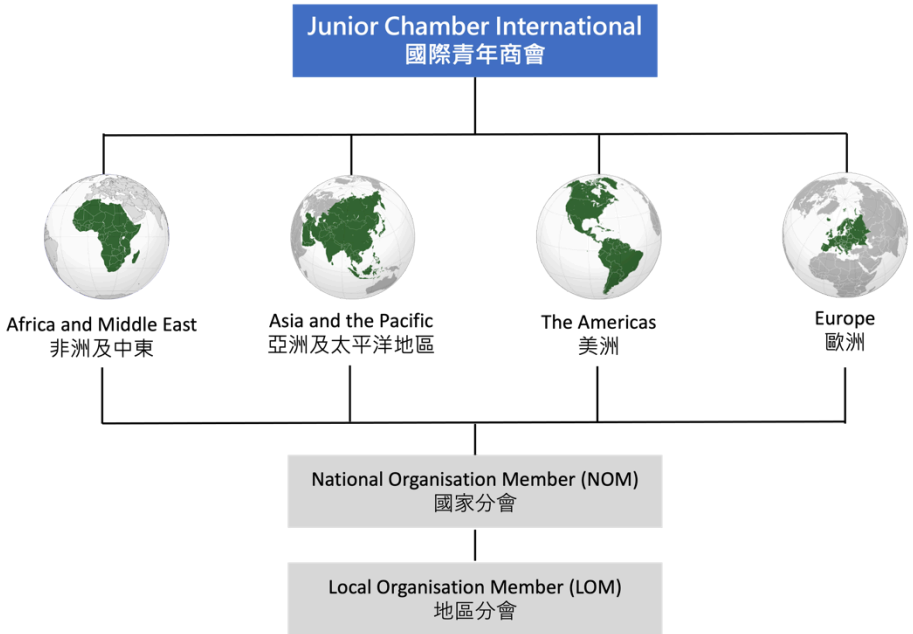 Junior Chamber International
國際青年商會
Africa and Middle East
非洲及中東
Asia and the Pacific
亞洲及太平洋地區
The Americas
美洲
Europe
歐洲
National Organisation Member (NOM)
國家分會
Local Organisation Member (LOM)
地區分會